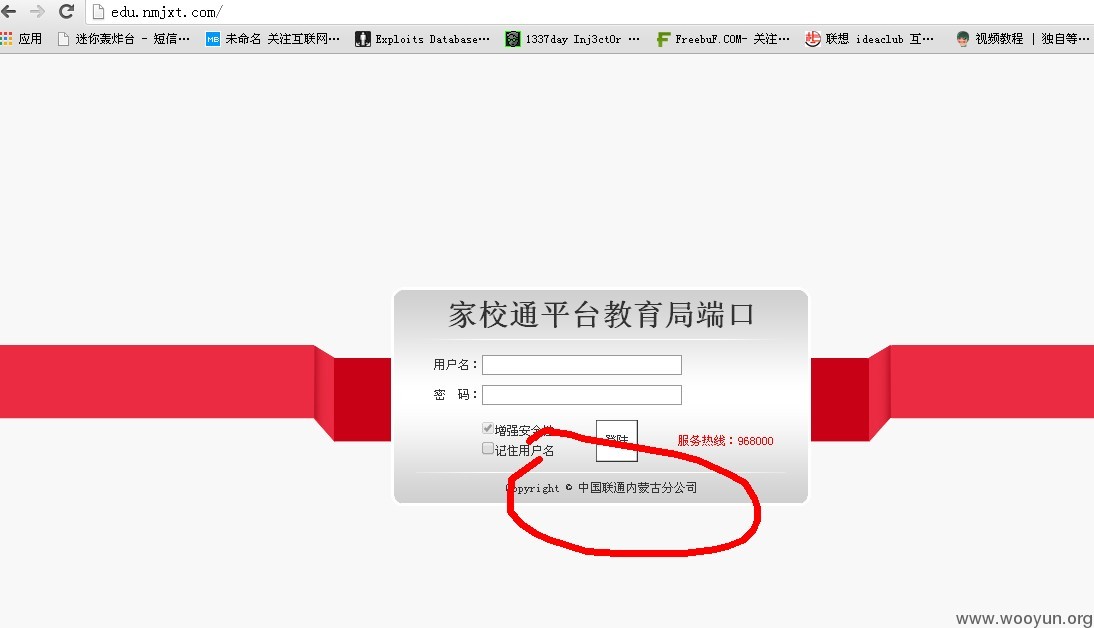 edu.nmjxt.com/
应用 迷你轰炸台 - 短信… 未命名 关注互联网… Exploits Database… 1337day Inj3ct0r … FreebuF.COM- 关注… 联想 ideaclub 互… 视频教程 | 独自等…
家校通平台教育局端口
用户名：
密 码：
增强安全性
登陆
服务热线：968000
记住用户名
Copyright © 中国联通内蒙古分公司
www.wooyun.org